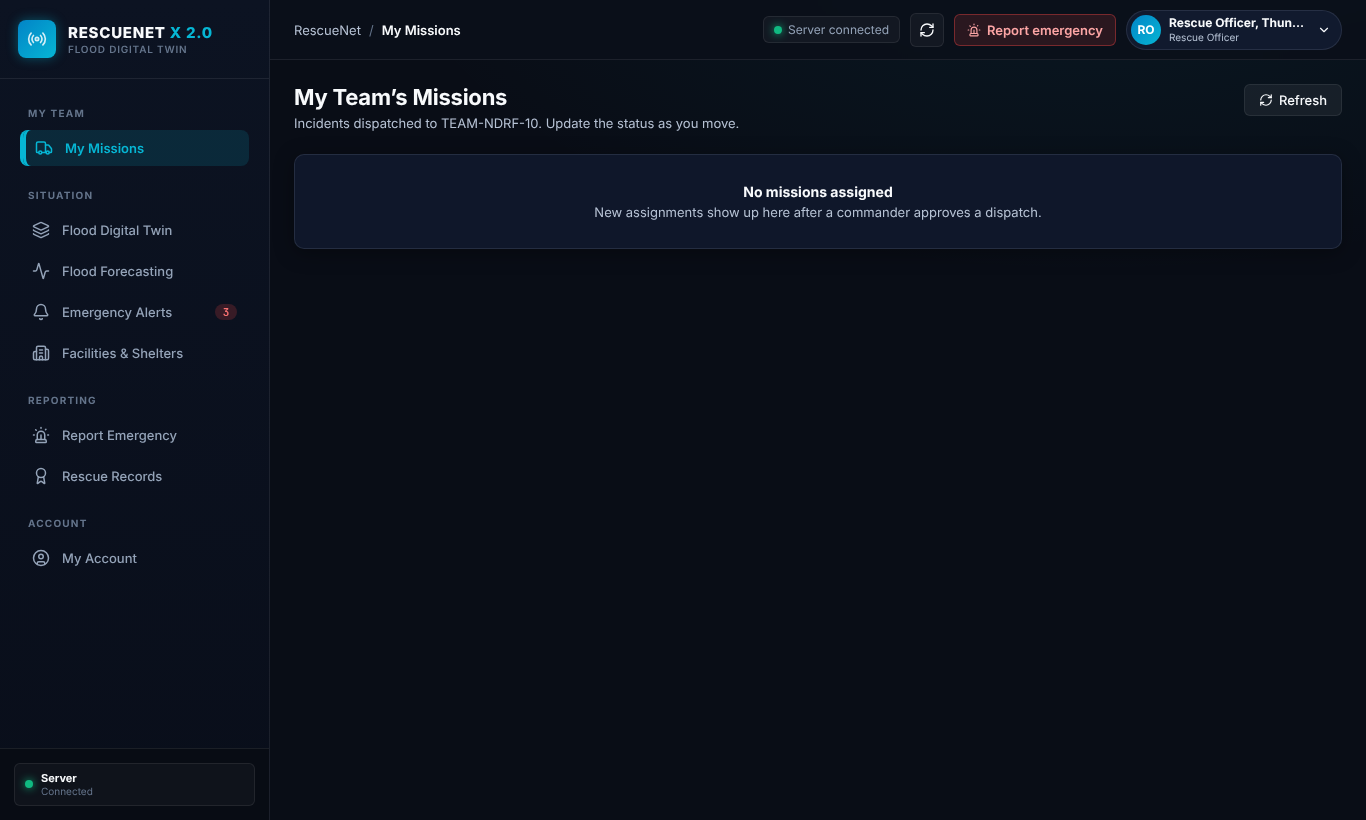 RESCUENET X 2.0
FLOOD DIGITAL TWIN
MY TEAM
My Missions
SITUATION
Flood Digital Twin
Flood Forecasting
Emergency Alerts 3
Facilities & Shelters
REPORTING
Report Emergency
Rescue Records
ACCOUNT
My Account
Server
Connected
RescueNet / My Missions
Server connected
Report emergency
RO
Rescue Officer, Thun...
Rescue Officer
My Team's Missions
Incidents dispatched to TEAM-NDRF-10. Update the status as you move.
Refresh
No missions assigned
New assignments show up here after a commander approves a dispatch.